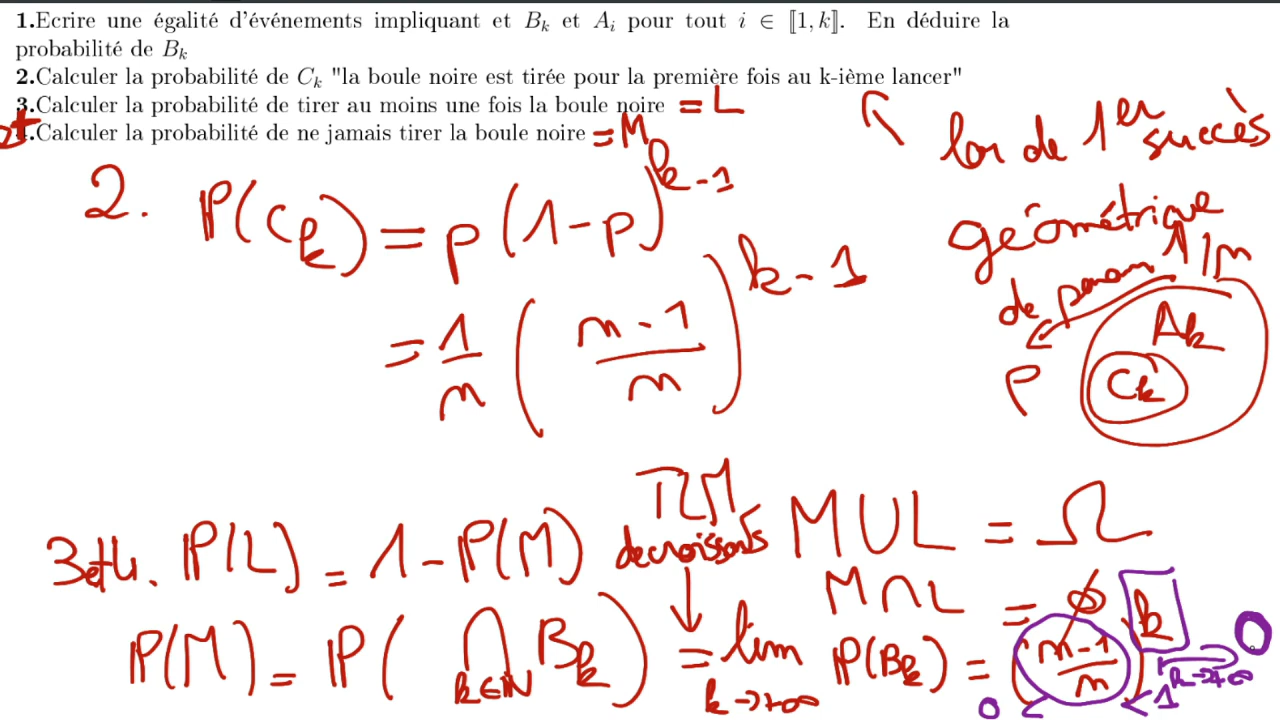 1.Ecrire une égalité d'événements impliquant et B_k et A_i pour tout i ∈ ⟦1, k⟧. En déduire la
probabilité de B_k
2.Calculer la probabilité de C_k "la boule noire est tirée pour la première fois au k-ième lancer"
3.Calculer la probabilité de tirer au moins une fois la boule noire = L
.Calculer la probabilité de ne jamais tirer la boule noire = M
loi de 1er succès
géométrique
de param 1/n
p
A_k
C_k
2. P(C_k) = p(1-p)^{k-1}
= 1/n ( (n-1)/n )^{k-1}
TLM
décroissants
3et4. P(L) = 1 - P(M)
M ∪ L = Ω
M ∩ L = ∅
P(M) = P( ⋂_{k∈N} B_k ) = lim_{k→+∞} P(B_k) = ( (n-1)/n )^k
k→+∞
0
0 < < 1